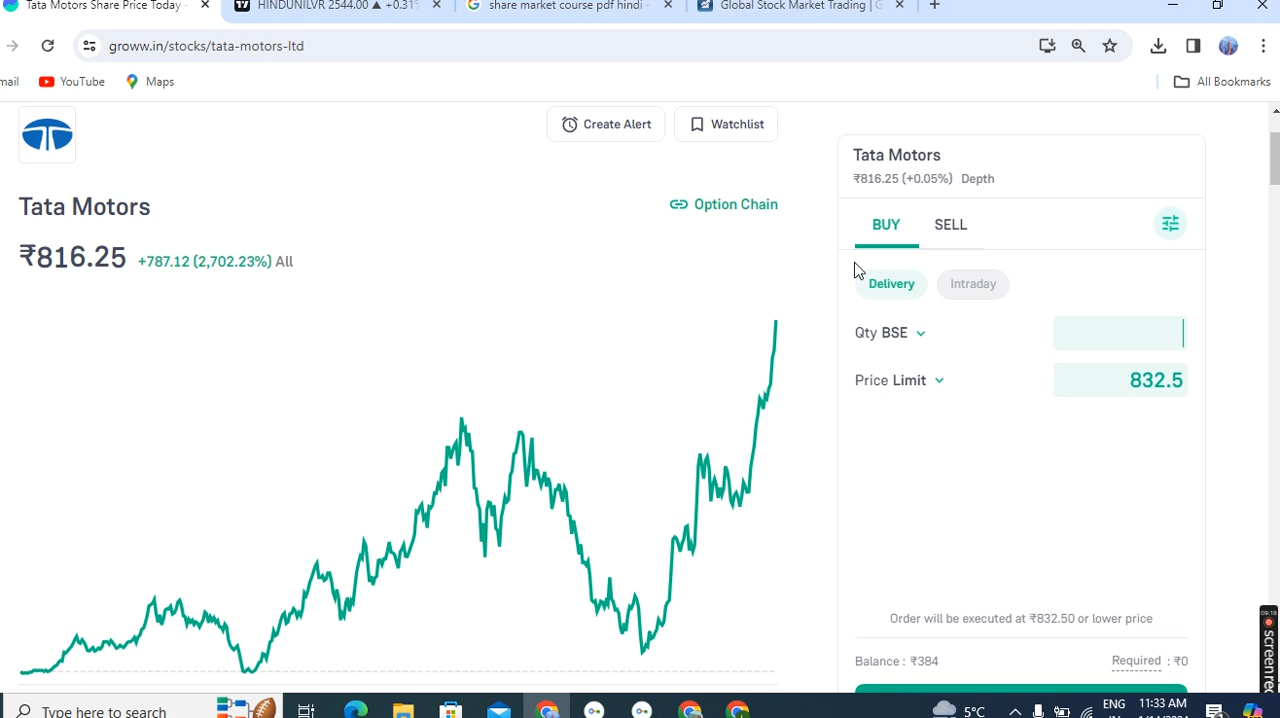 Tata Motors Share Price Today -
HINDUNILVR 2544.00 ▲ +0.31%
share market course pdf hindi -
Global Stock Market Trading | G
groww.in/stocks/tata-motors-ltd
mail
YouTube
Maps
All Bookmarks
Create Alert
Watchlist
Tata Motors
₹816.25 (+0.05%) Depth
Tata Motors
Option Chain
BUY SELL
₹816.25 +787.12 (2,702.23%) All
Delivery Intraday
Qty BSE
Price Limit 832.5
Order will be executed at ₹832.50 or lower price
Balance : ₹384 Required : ₹0
screen rec
Type here to search
5°C
ENG
11:33 AM